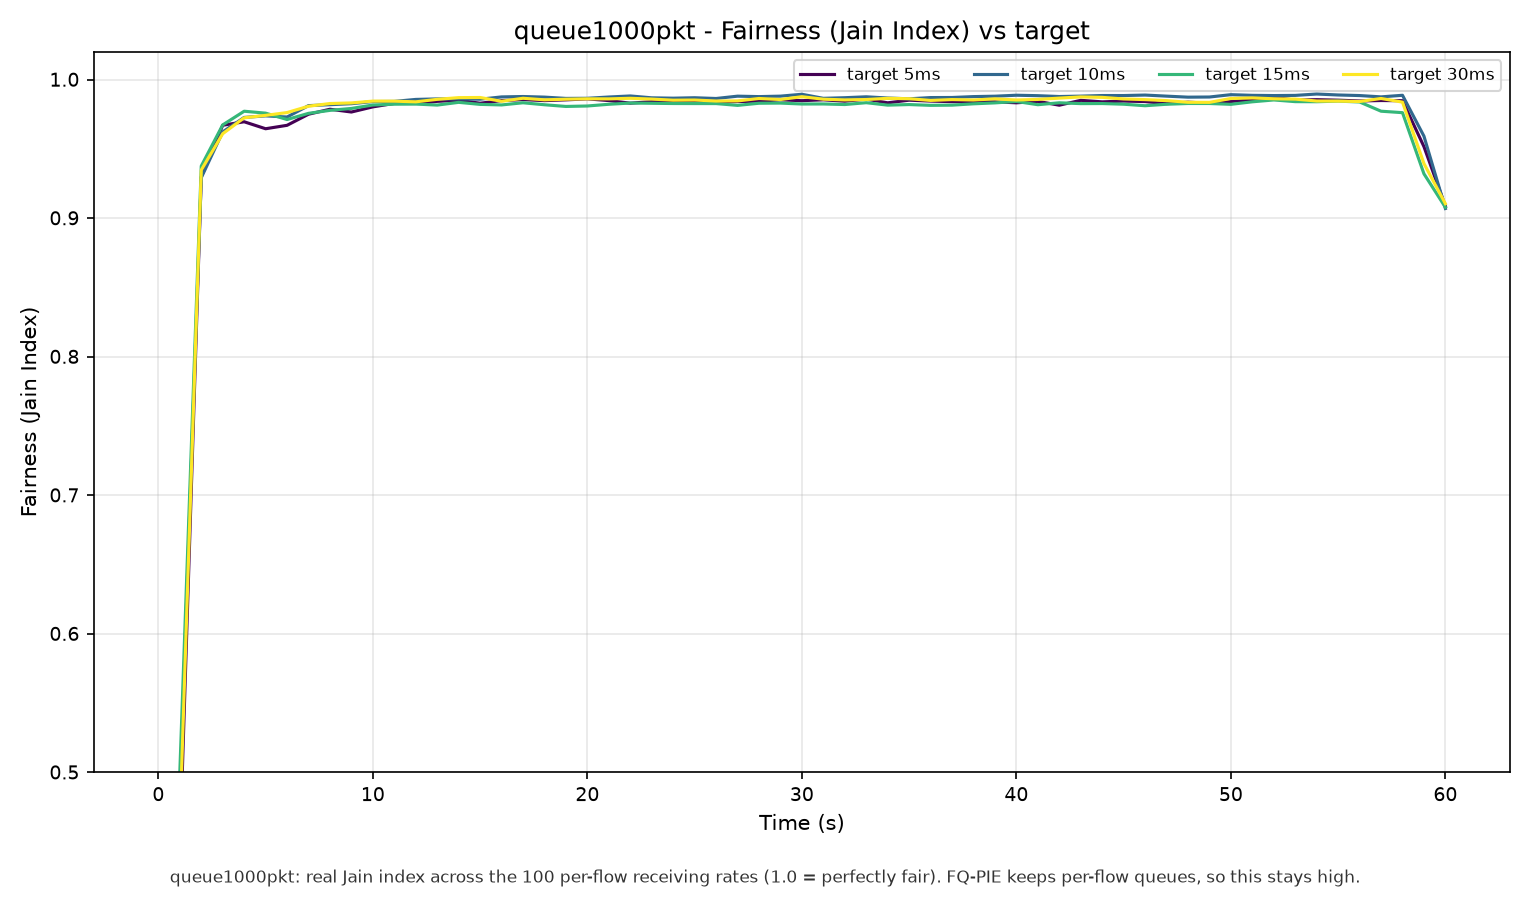 queue1000pkt - Fairness (Jain Index) vs target
target 5ms
target 10ms
target 15ms
target 30ms
Fairness (Jain Index)
1.0
0.9
0.8
0.7
0.6
0.5
0
10
20
30
40
50
60
Time (s)
queue1000pkt: real Jain index across the 100 per-flow receiving rates (1.0 = perfectly fair). FQ-PIE keeps per-flow queues, so this stays high.